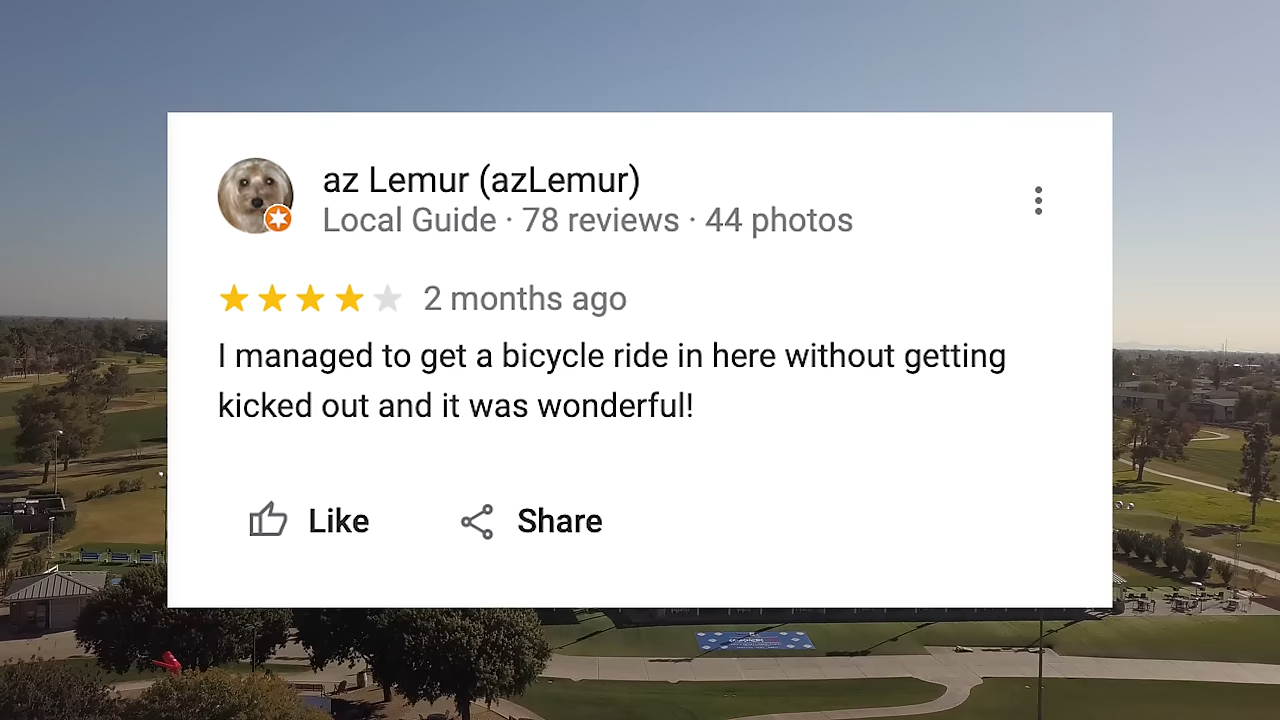 az Lemur (azLemur)
Local Guide · 78 reviews · 44 photos
2 months ago
I managed to get a bicycle ride in here without getting
kicked out and it was wonderful!
Like
Share